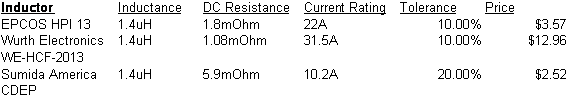 Inductor Inductance DC Resistance Current Rating Tolerance Price
EPCOS HPI 13 1.4uH 1.8mOhm 22A 10.00% $3.57
Wurth Electronics 1.4uH 1.08mOhm 31.5A 10.00% $12.96
WE-HCF-2013
Sumida America 1.4uH 5.9mOhm 10.2A 20.00% $2.52
CDEP